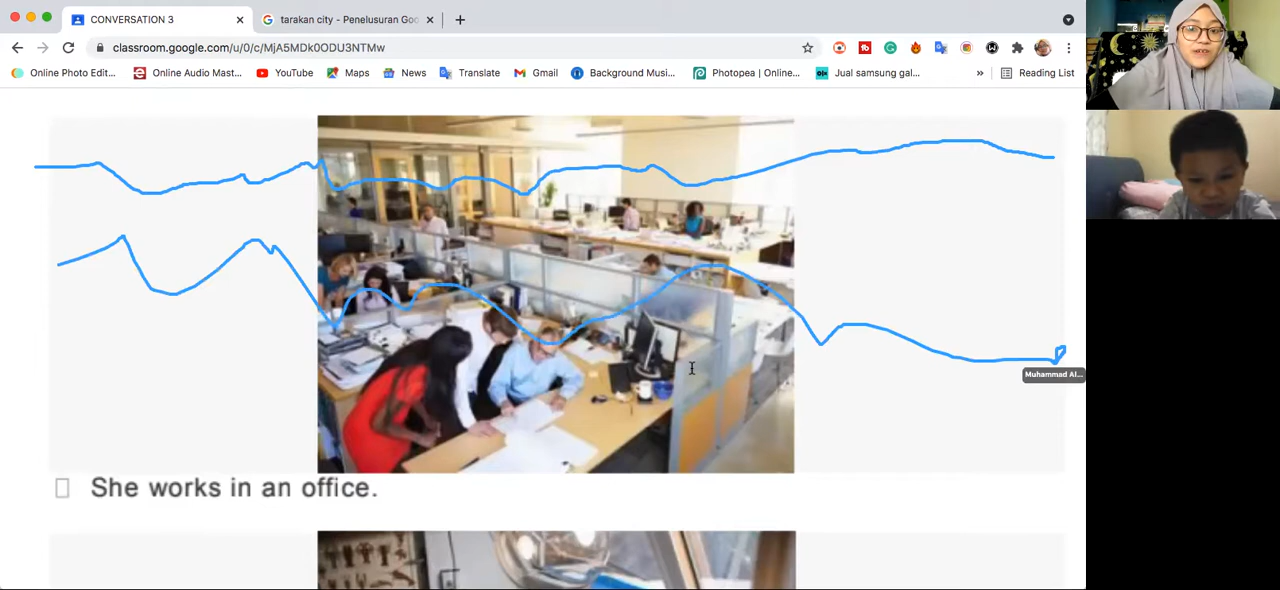 CONVERSATION 3
tarakan city - Penelusuran Goo
classroom.google.com/u/0/c/MjA5MDk0ODU3NTMw
Online Photo Edit... Online Audio Mast... YouTube Maps News Translate Gmail Background Musi... Photopea | Online... Jual samsung gal... » Reading List
Muhammad Al...
She works in an office.